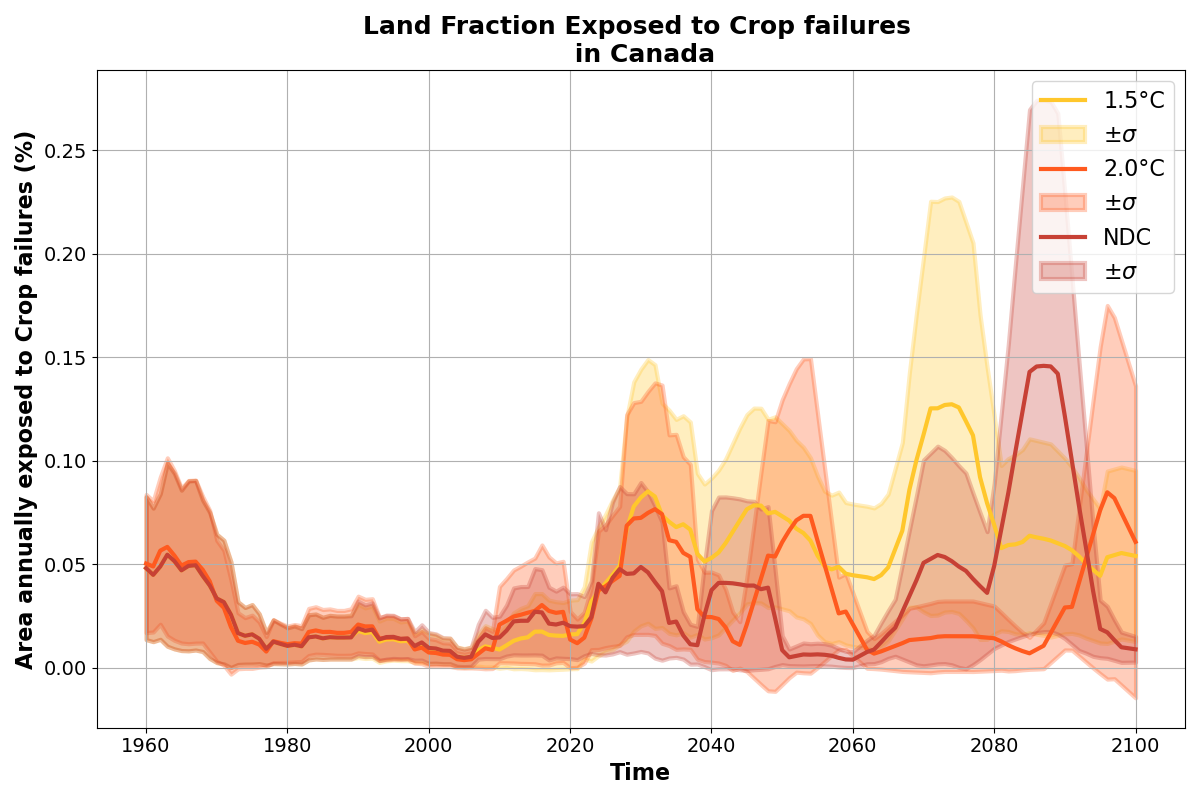 Land Fraction Exposed to Crop failures
in Canada
Area annually exposed to Crop failures (%)
0.25
0.20
0.15
0.10
0.05
0.00
1960 1980 2000 2020 2040 2060 2080 2100
Time
1.5°C
±σ
2.0°C
±σ
NDC
±σ